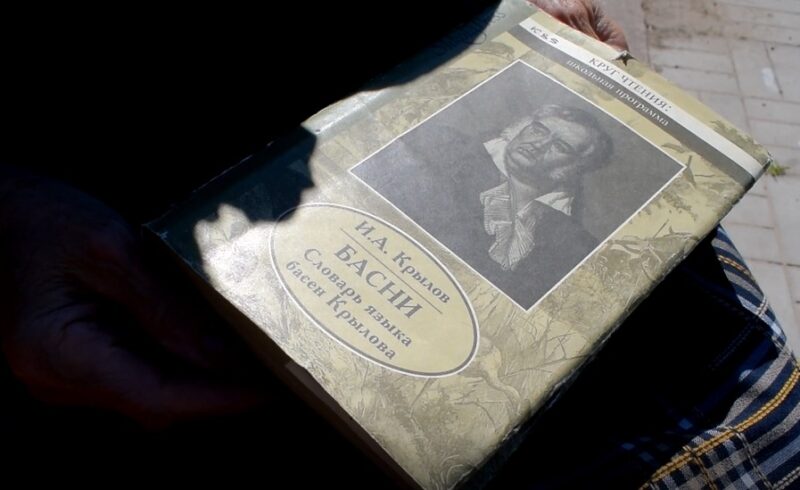 КРУГ ЧТЕНИЯ:
школьная программа
И.А. Крылов
БАСНИ
Словарь языка
басен Крылова